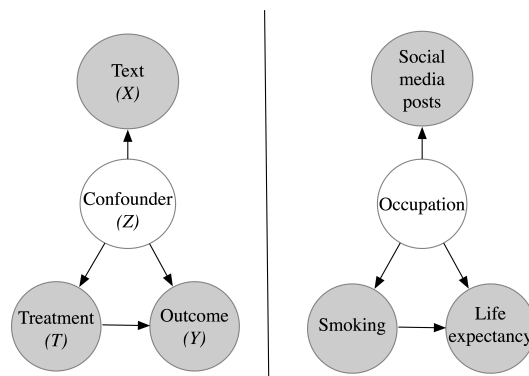 Text
(X)
Confounder
(Z)
Treatment
(T)
Outcome
(Y)
Social
media
posts
Occupation
Smoking
Life
expectancy